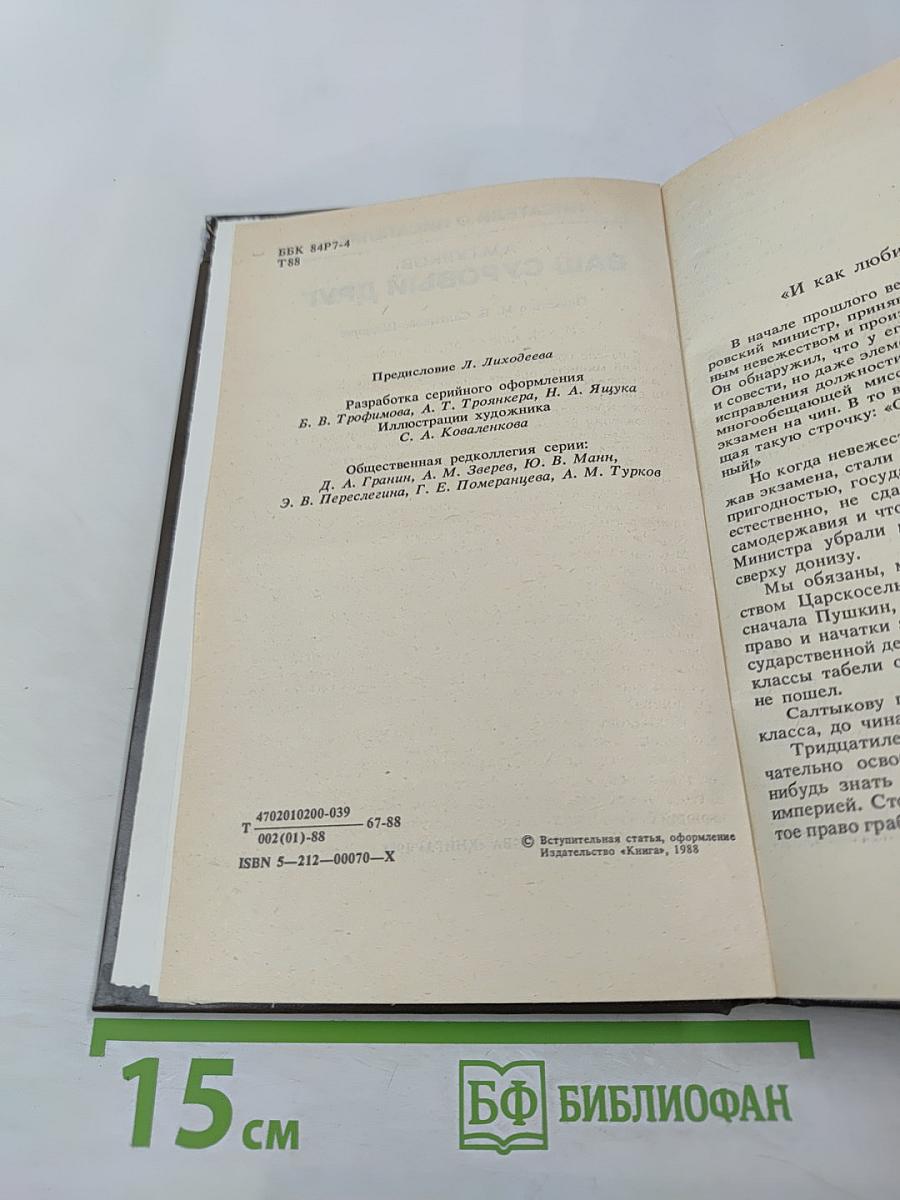 ББК 84Р7-4
Т88
Предисловие Л. Лиходеева
Разработка серийного оформления
Б. В. Трофимова, А. Т. Троянкера, Н. А. Ящука
Иллюстрации художника
С. А. Коваленкова
Общественная редколлегия серии:
Д. А. Гранин, А. М. Зверев, Ю. В. Манн,
Э. В. Переслегина, Г. Е. Померанцева, А. М. Турков
4702010200-039
Т 67-88
002(01)-88
ISBN 5—212—00070—X
© Вступительная статья, оформление
Издательство «Книга», 1988
«И как люби
В начале прошлого ве
ровский министр, приня
ным невежеством и прои
Он обнаружил, что у ег
и совести, но даже элеме
исправления должности
многообещающей мисс
экзамен на чин. В то в
щая такую строчку: «С
ный!»
Но когда невежест
жав экзамена, стали
пригодностью, госуд
естественно, не сда
самодержавия и что
Министра убрали
сверху донизу.
Мы обязаны, м
ством Царскосель
сначала Пушкин,
право и начатки
сударственной де
классы табели о
не пошел.
Салтыкову п
класса, до чина
Тридцатиле
чательно осво
нибудь знать
империей. Сто
тое право граб
15 см
БФ БИБЛИОФАН